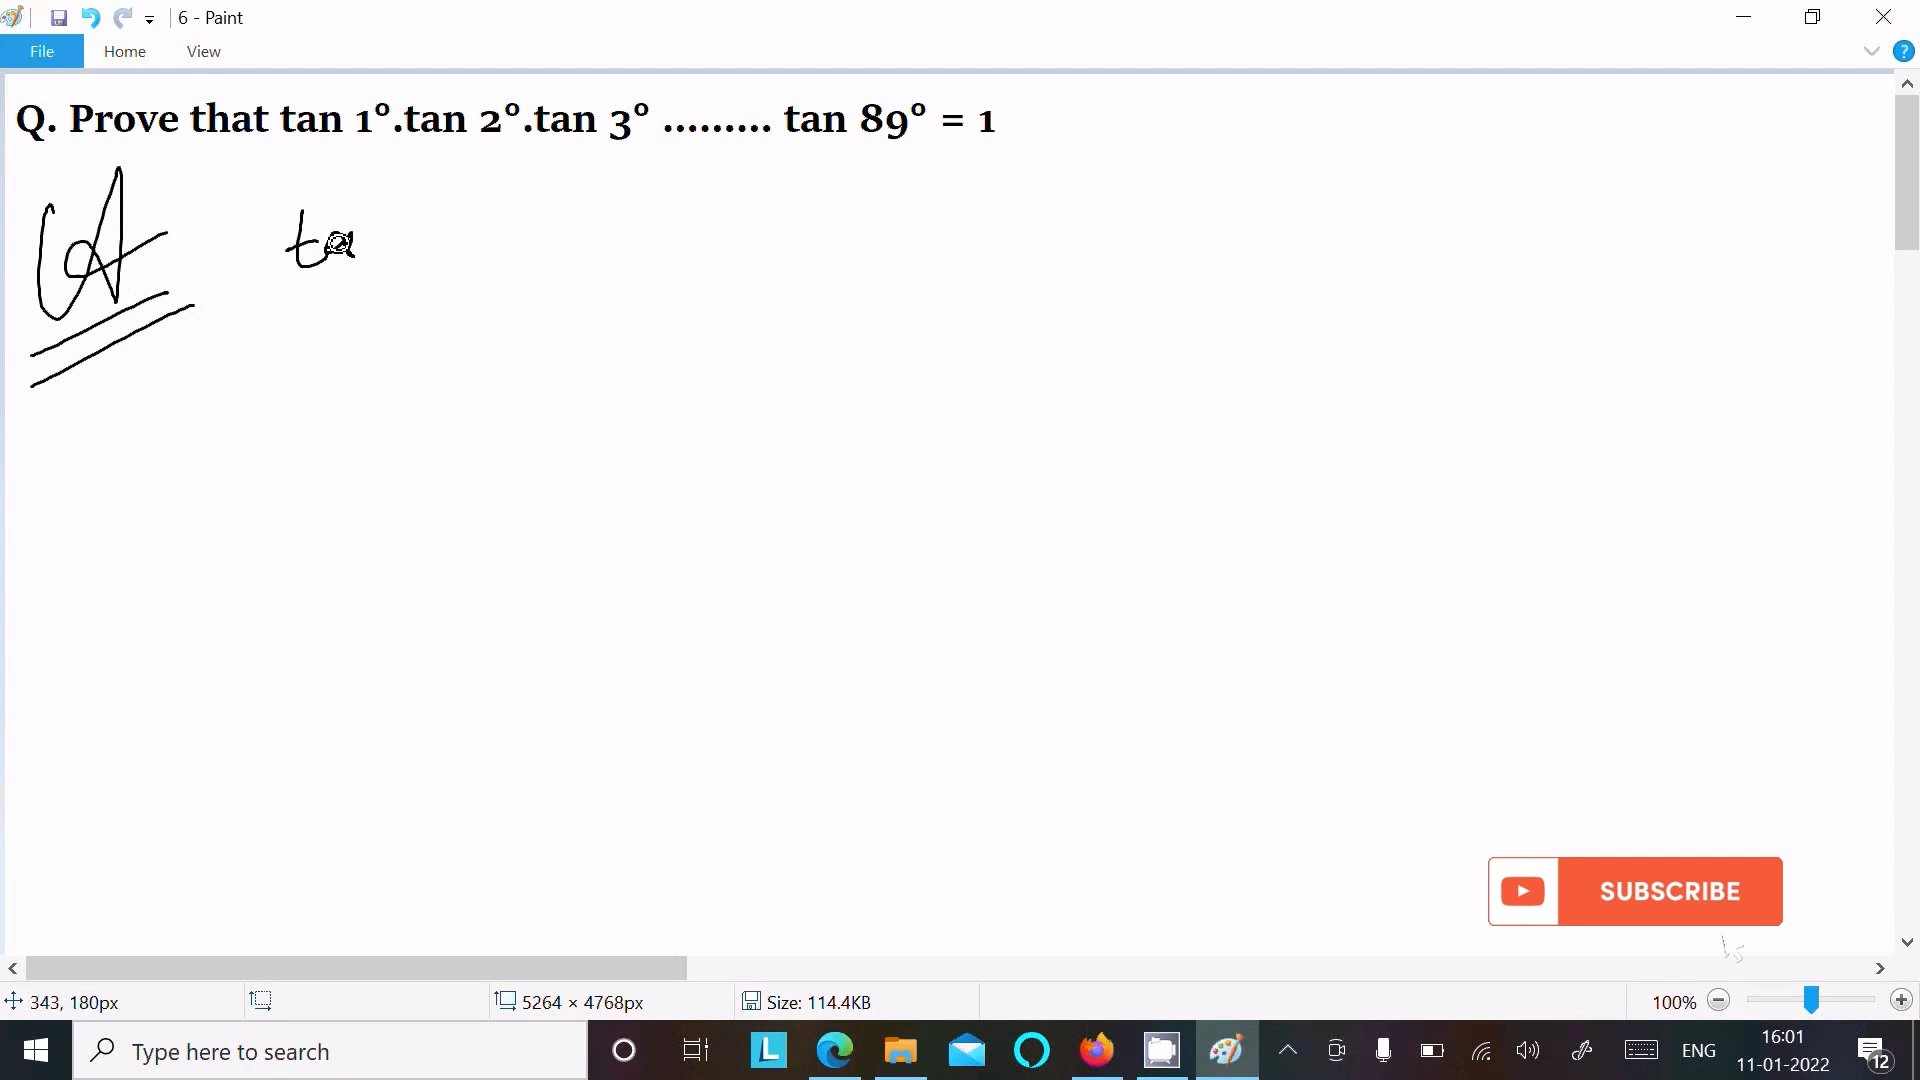 6 - Paint
File Home View
Q. Prove that tan 1°.tan 2°.tan 3° ......... tan 89° = 1
A
ta
SUBSCRIBE
343, 180px 5264 × 4768px Size: 114.4KB 100%
Type here to search L ENG 16:01
11-01-2022 12